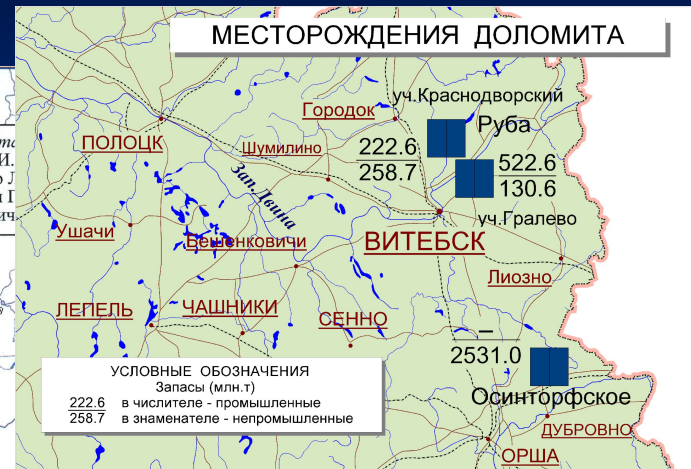 МЕСТОРОЖДЕНИЯ ДОЛОМИТА
уч.Краснодворский
Городок
Руба
ПОЛОЦК
Шумилино
222.6
258.7
522.6
130.6
Зап.Двина
уч.Гралево
Ушачи
Бешенковичи
ВИТЕБСК
Лиозно
ЛЕПЕЛЬ
ЧАШНИКИ
СЕННО
–
2531.0
Осинторфское
ДУБРОВНО
ОРША
УСЛОВНЫЕ ОБОЗНАЧЕНИЯ
Запасы (млн.т)
222.6 в числителе - промышленные
258.7 в знаменателе - непромышленные